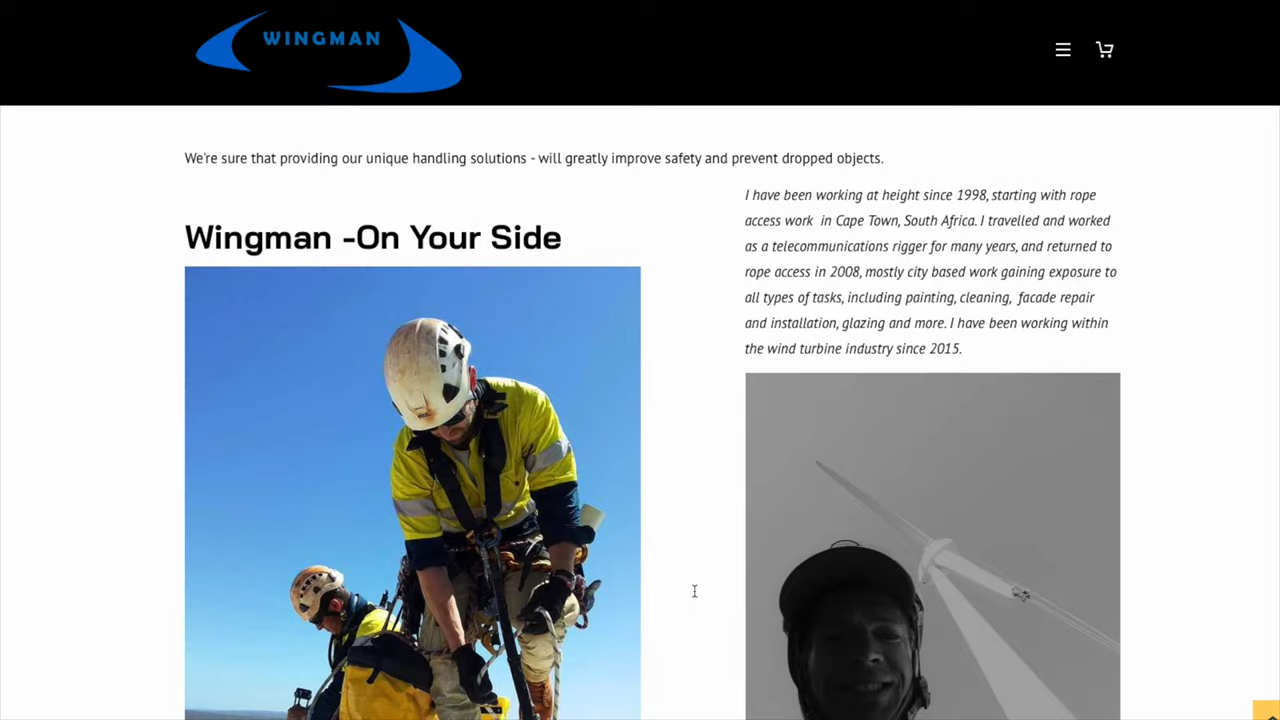 WINGMAN
We're sure that providing our unique handling solutions - will greatly improve safety and prevent dropped objects.
Wingman -On Your Side
I have been working at height since 1998, starting with rope
access work in Cape Town, South Africa. I travelled and worked
as a telecommunications rigger for many years, and returned to
rope access in 2008, mostly city based work gaining exposure to
all types of tasks, including painting, cleaning, facade repair
and installation, glazing and more. I have been working within
the wind turbine industry since 2015.